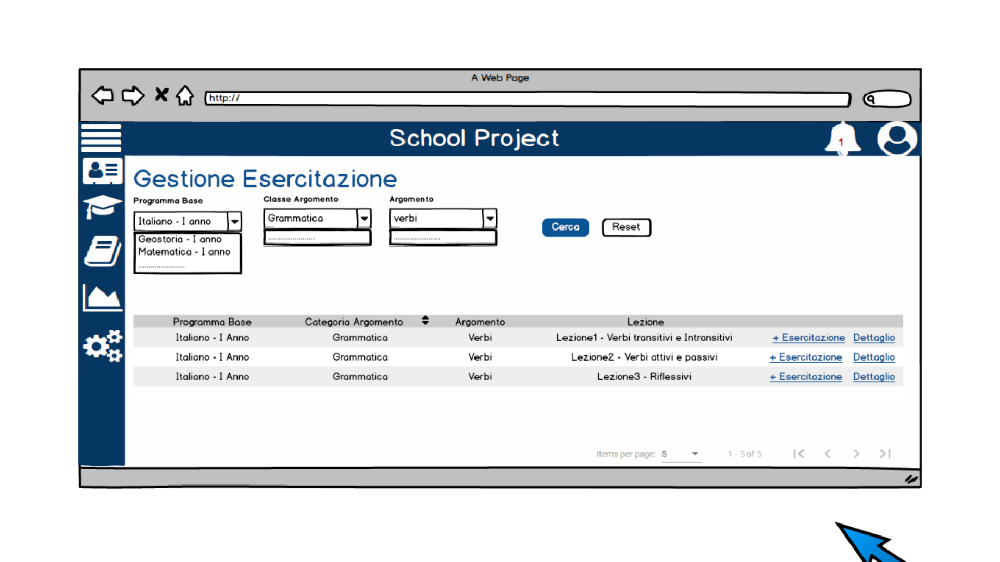 A Web Page
http://
School Project
1
Gestione Esercitazione
Programma Base Classe Argomento Argomento
Italiano - I anno Grammatica verbi Cerca Reset
Geostoria - I anno
Matematica - I anno
Programma Base Categoria Argomento Argomento Lezione
Italiano - I Anno Grammatica Verbi Lezione1 - Verbi transitivi e Intransitivi + Esercitazione Dettaglio
Italiano - I Anno Grammatica Verbi Lezione2 - Verbi attivi e passivi + Esercitazione Dettaglio
Italiano - I Anno Grammatica Verbi Lezione3 - Riflessivi + Esercitazione Dettaglio
Items per page: 5 1 - 5 of 5